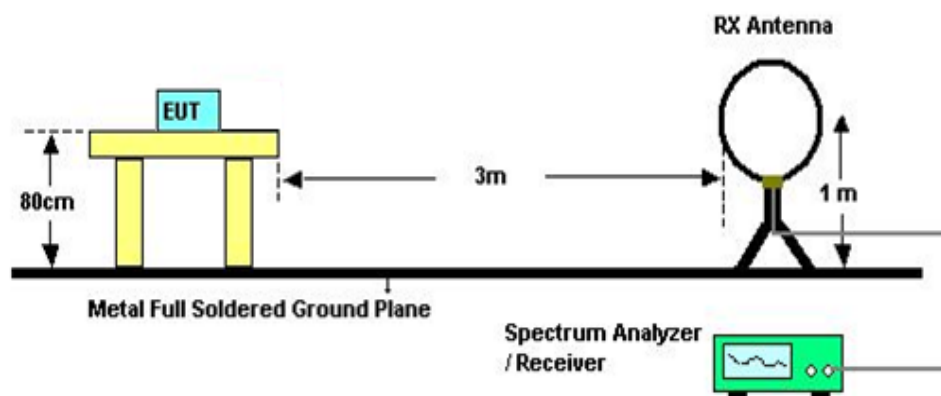 RX Antenna
EUT
80cm
3m
1 m
Metal Full Soldered Ground Plane
Spectrum Analyzer
/ Receiver